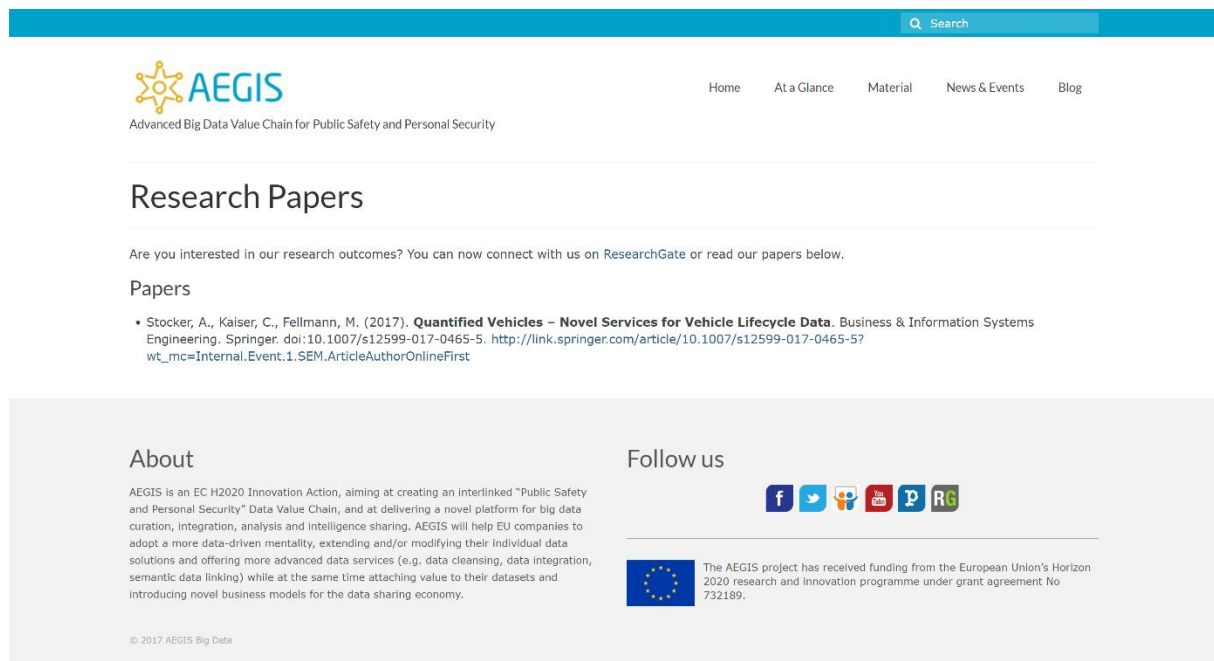 Search
AEGIS
Home At a Glance Material News & Events Blog
Advanced Big Data Value Chain for Public Safety and Personal Security
Research Papers
Are you interested in our research outcomes? You can now connect with us on ResearchGate or read our papers below.
Papers
• Stocker, A., Kaiser, C., Fellmann, M. (2017). Quantified Vehicles – Novel Services for Vehicle Lifecycle Data. Business & Information Systems
Engineering. Springer. doi:10.1007/s12599-017-0465-5. http://link.springer.com/article/10.1007/s12599-017-0465-5?
wt_mc=Internal.Event.1.SEM.ArticleAuthorOnlineFirst
About
AEGIS is an EC H2020 Innovation Action, aiming at creating an interlinked “Public Safety
and Personal Security” Data Value Chain, and at delivering a novel platform for big data
curation, integration, analysis and intelligence sharing. AEGIS will help EU companies to
adopt a more data-driven mentality, extending and/or modifying their individual data
solutions and offering more advanced data services (e.g. data cleansing, data integration,
semantic data linking) while at the same time attaching value to their datasets and
introducing novel business models for the data sharing economy.
© 2017 AEGIS Big Data
Follow us
f You Tube RG
The AEGIS project has received funding from the European Union’s Horizon
2020 research and innovation programme under grant agreement No
732189.